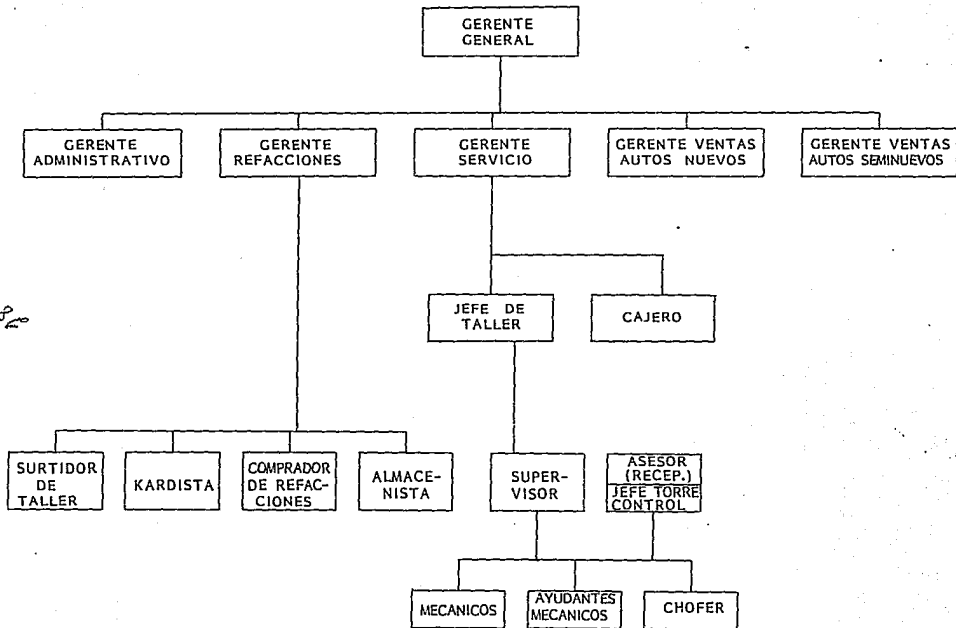 GERENTE
GENERAL
GERENTE
ADMINISTRATIVO
GERENTE
REFACCIONES
GERENTE
SERVICIO
GERENTE VENTAS
AUTOS NUEVOS
GERENTE VENTAS
AUTOS SEMINUEVOS
JEFE DE
TALLER
CAJERO
SURTIDOR
DE
TALLER
KARDISTA
COMPRADOR
DE REFAC-
CIONES
ALMACE-
NISTA
SUPER-
VISOR
ASESOR
(RECEP.)
JEFE TORRE
CONTROL
MECANICOS
AYUDANTES
MECANICOS
CHOFER